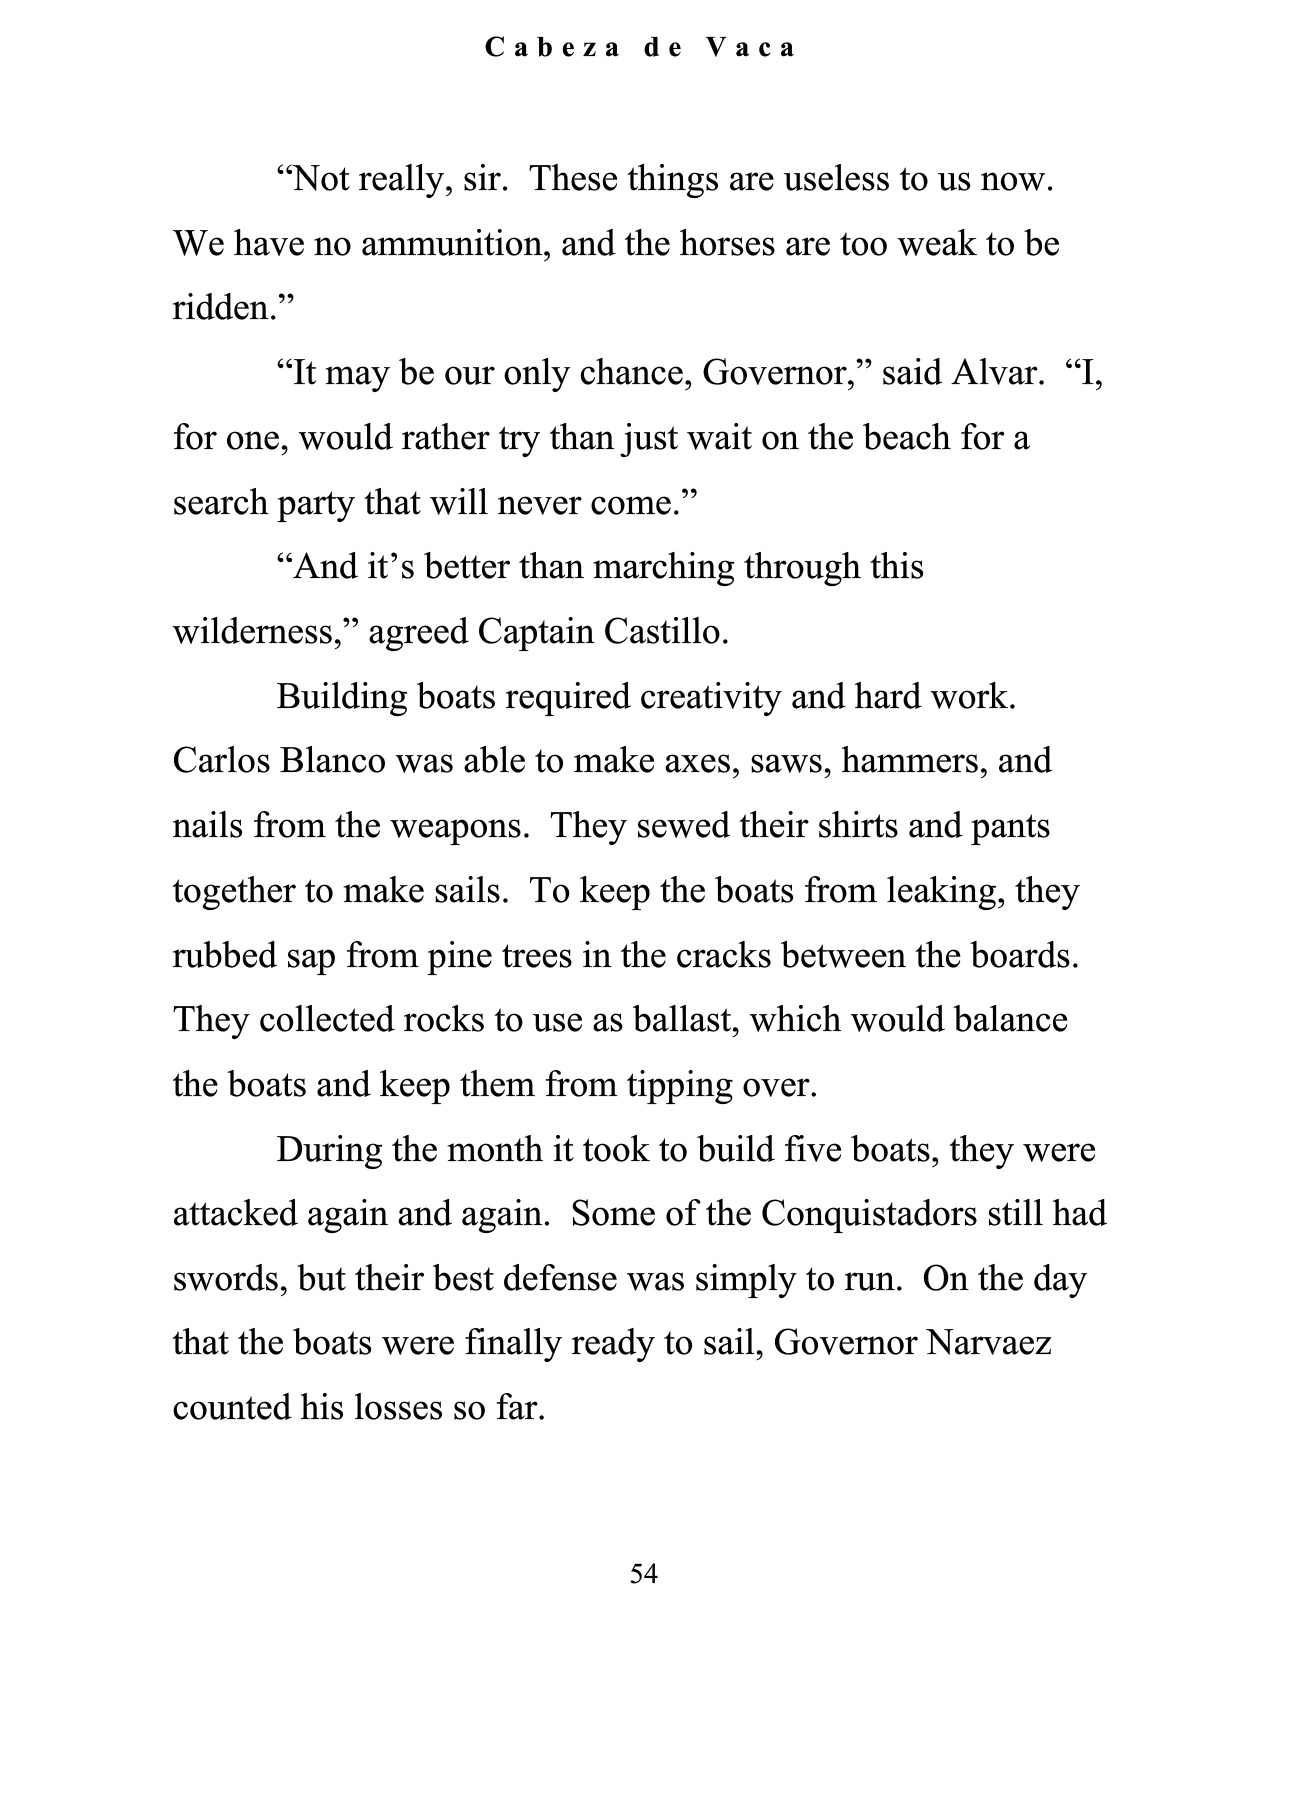 Cabeza de Vaca
“Not really, sir.  These things are useless to us now.
We have no ammunition, and the horses are too weak to be
ridden.”
“It may be our only chance, Governor,” said Alvar.  “I,
for one, would rather try than just wait on the beach for a
search party that will never come.”
“And it’s better than marching through this
wilderness,” agreed Captain Castillo.
Building boats required creativity and hard work.
Carlos Blanco was able to make axes, saws, hammers, and
nails from the weapons.  They sewed their shirts and pants
together to make sails.  To keep the boats from leaking, they
rubbed sap from pine trees in the cracks between the boards.
They collected rocks to use as ballast, which would balance
the boats and keep them from tipping over.
During the month it took to build five boats, they were
attacked again and again.  Some of the Conquistadors still had
swords, but their best defense was simply to run.  On the day
that the boats were finally ready to sail, Governor Narvaez
counted his losses so far.
54